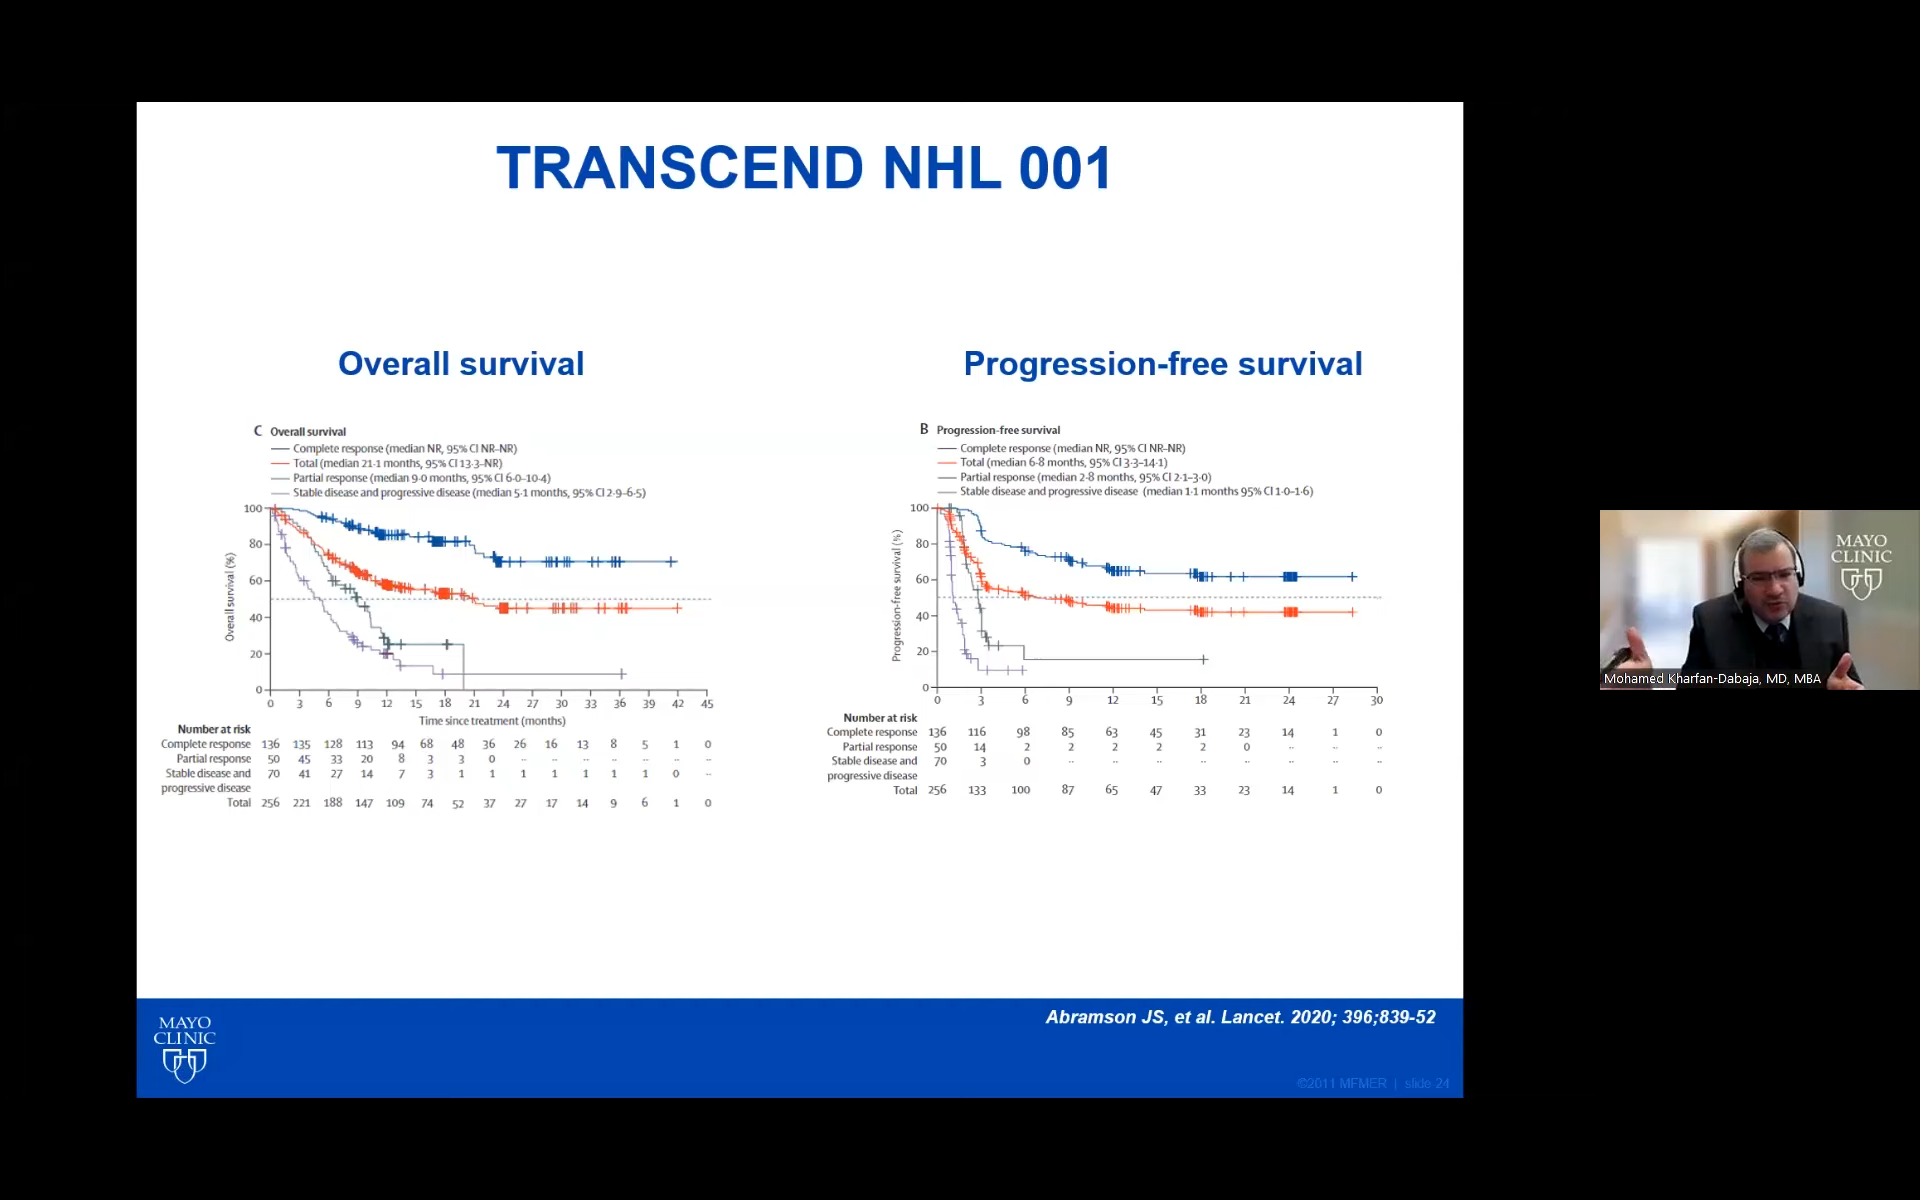 TRANSCEND NHL 001
Overall survival
C Overall survival
Complete response (median NR, 95% CI NR–NR)
Total (median 21·1 months, 95% CI 13·3–NR)
Partial response (median 9·0 months, 95% CI 6·0–10·4)
Stable disease and progressive disease (median 5·1 months, 95% CI 2·9–6·5)
Overall survival (%)
100
80
60
40
20
0
0 3 6 9 12 15 18 21 24 27 30 33 36 39 42 45
Time since treatment (months)
Number at risk
Complete response 136 135 128 113 94 68 48 36 26 16 13 8 5 1 0
Partial response 50 45 33 20 8 3 3 0 ·· ·· ·· ·· ·· ·· ··
Stable disease and 70 41 27 14 7 3 1 1 1 1 1 1 1 0 ··
progressive disease
Total 256 221 188 147 109 74 52 37 27 17 14 9 6 1 0
Progression-free survival
B Progression-free survival
Complete response (median NR, 95% CI NR–NR)
Total (median 6·8 months, 95% CI 3·3–14·1)
Partial response (median 2·8 months, 95% CI 2·1–3·0)
Stable disease and progressive disease (median 1·1 months 95% CI 1·0–1·6)
Progression-free survival (%)
100
80
60
40
20
0
0 3 6 9 12 15 18 21 24 27 30
Number at risk
Complete response 136 116 98 85 63 45 31 23 14 1 0
Partial response 50 14 2 2 2 2 2 0 ·· ·· ··
Stable disease and 70 3 0 ·· ·· ·· ·· ·· ·· ·· ··
progressive disease
Total 256 133 100 87 65 47 33 23 14 1 0
MAYO
CLINIC
Mohamed Kharfan-Dabaja, MD, MBA
MAYO
CLINIC
Abramson JS, et al. Lancet. 2020; 396;839-52
©2011 MFMER | slide-24